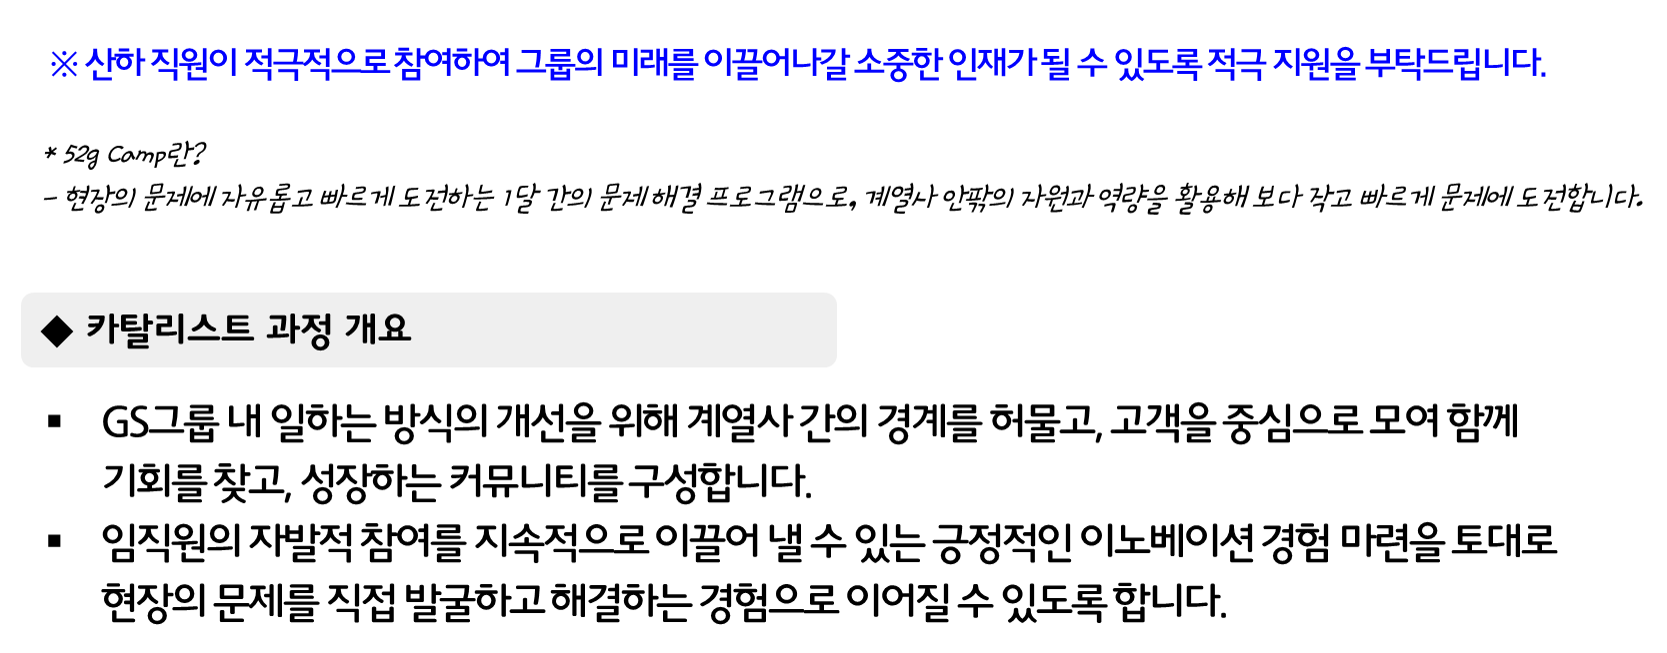 ※ 산하 직원이 적극적으로 참여하여 그룹의 미래를 이끌어나갈 소중한 인재가 될 수 있도록 적극 지원을 부탁드립니다.
* 52g Camp란?
- 현장의 문제에 자유롭고 빠르게 도전하는 1달 간의 문제 해결 프로그램으로, 계열사 안팎의 자원과 역량을 활용해 보다 작고 빠르게 문제에 도전합니다.
◆ 카탈리스트 과정 개요
▪ GS그룹 내 일하는 방식의 개선을 위해 계열사 간의 경계를 허물고, 고객을 중심으로 모여 함께
기회를 찾고, 성장하는 커뮤니티를 구성합니다.
▪ 임직원의 자발적 참여를 지속적으로 이끌어 낼 수 있는 긍정적인 이노베이션 경험 마련을 토대로
현장의 문제를 직접 발굴하고 해결하는 경험으로 이어질 수 있도록 합니다.